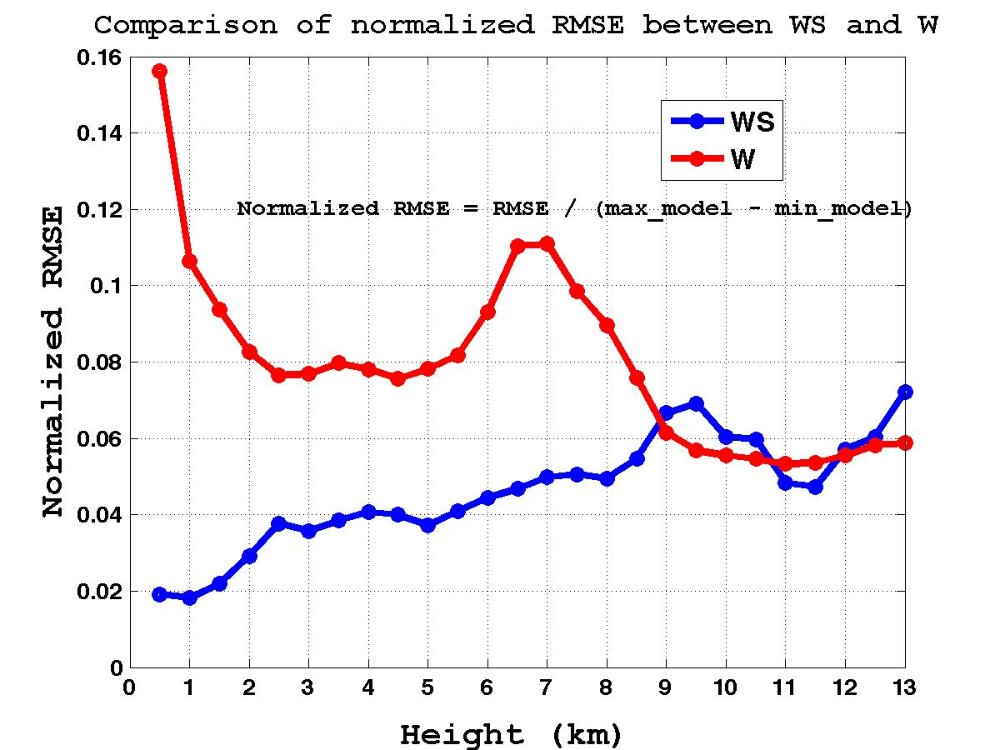 Comparison of normalized RMSE between WS and W
0.16
0.14
0.12
0.1
0.08
0.06
0.04
0.02
0
Normalized RMSE
WS
W
Normalized RMSE = RMSE / (max_model - min_model)
0 1 2 3 4 5 6 7 8 9 10 11 12 13
Height (km)